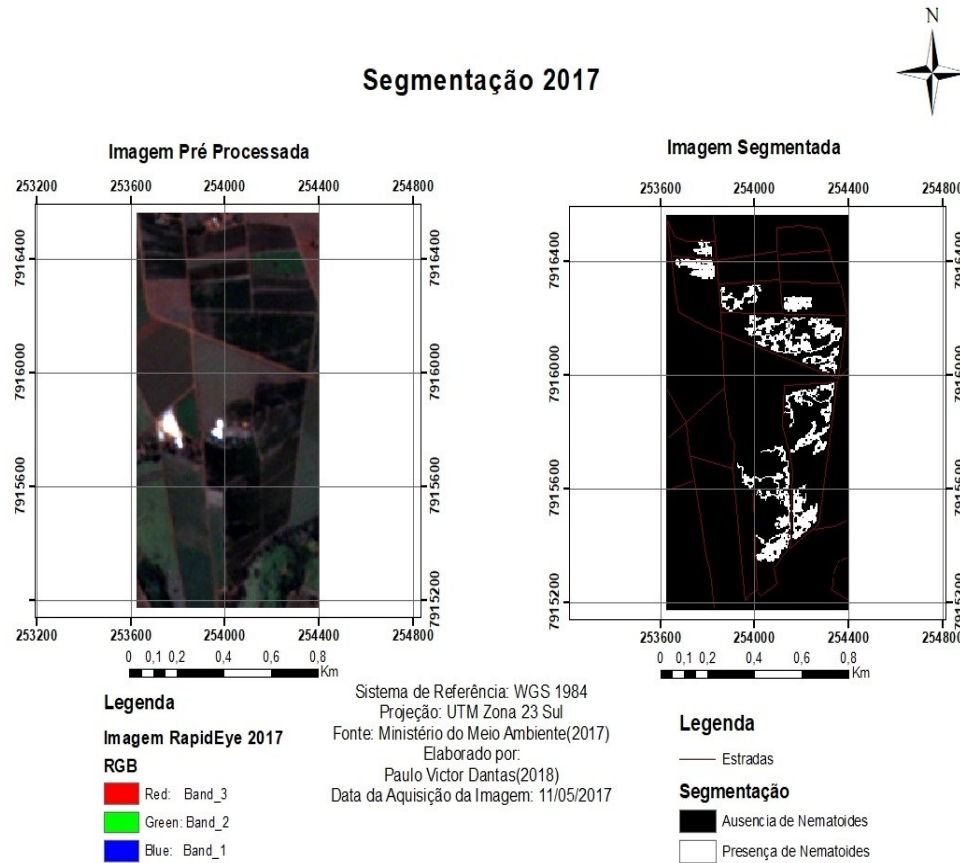 N
Segmentação 2017
Imagem Pré Processada
253200 253600 254000 254400 254800
7916400 7916400
7916000 7916000
7915600 7915600
7915200
253200 253600 254000 254400 254800
0 0,1 0,2 0,4 0,6 0,8
Km
Imagem Segmentada
253600 254000 254400 254800
7916400 7916400
7916000 7916000
7915600 7915600
7915200 7915200
253600 254000 254400 254800
0 0,1 0,2 0,4 0,6 0,8
Km
Legenda
Imagem RapidEye 2017
RGB
Red: Band_3
Green: Band_2
Blue: Band_1
Sistema de Referência: WGS 1984
Projeção: UTM Zona 23 Sul
Fonte: Ministério do Meio Ambiente(2017)
Elaborado por:
Paulo Victor Dantas(2018)
Data da Aquisição da Imagem: 11/05/2017
Legenda
Estradas
Segmentação
Ausencia de Nematoides
Presença de Nematoides